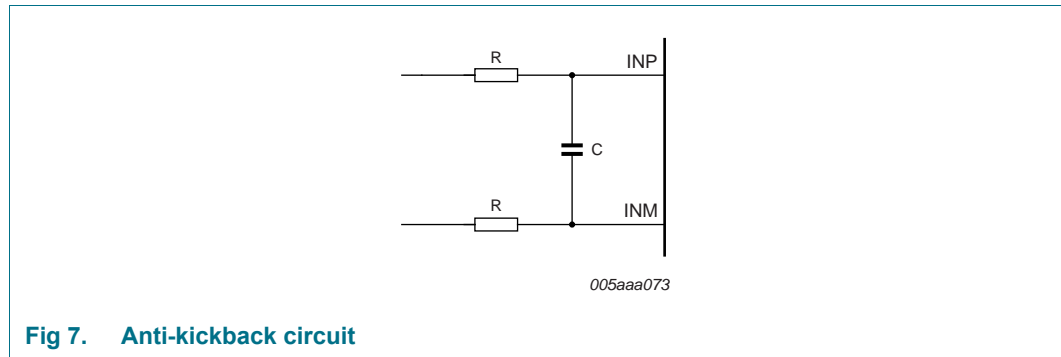 R
INP
C
R
INM
005aaa073
Fig 7. Anti-kickback circuit